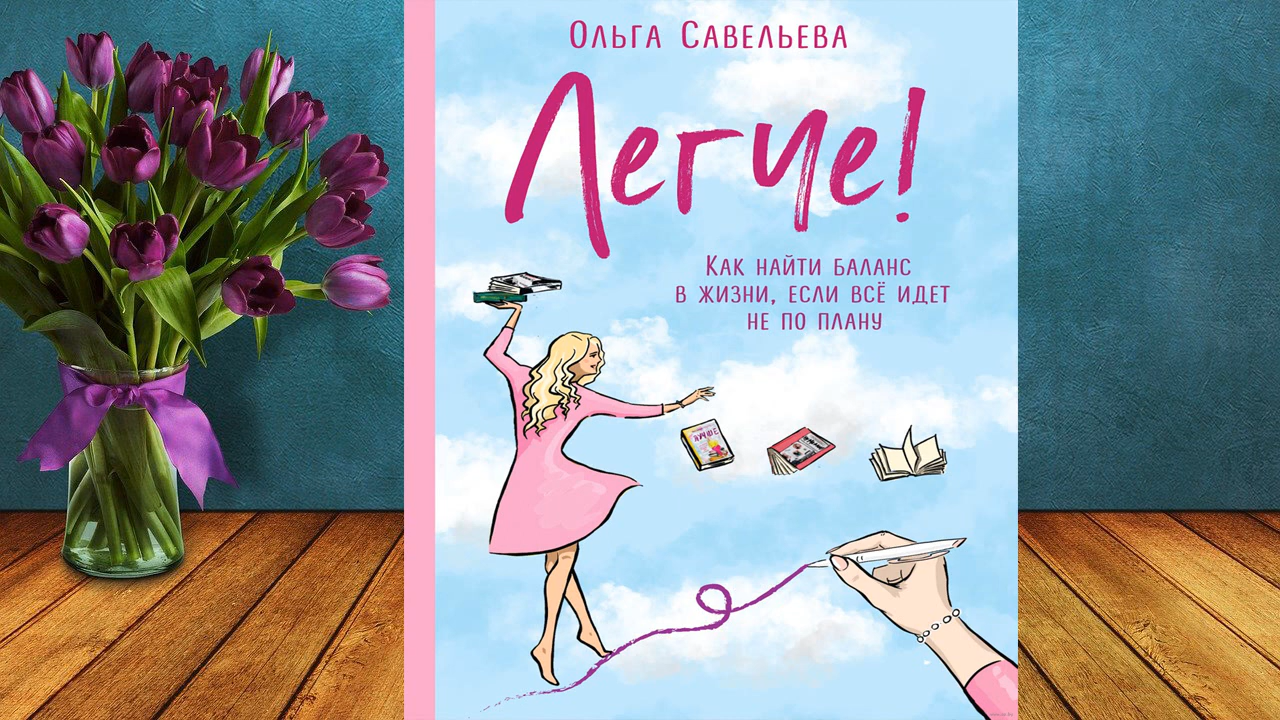 Ольга Савельева
Легче!
Как найти баланс
в жизни, если всё идет
не по плану